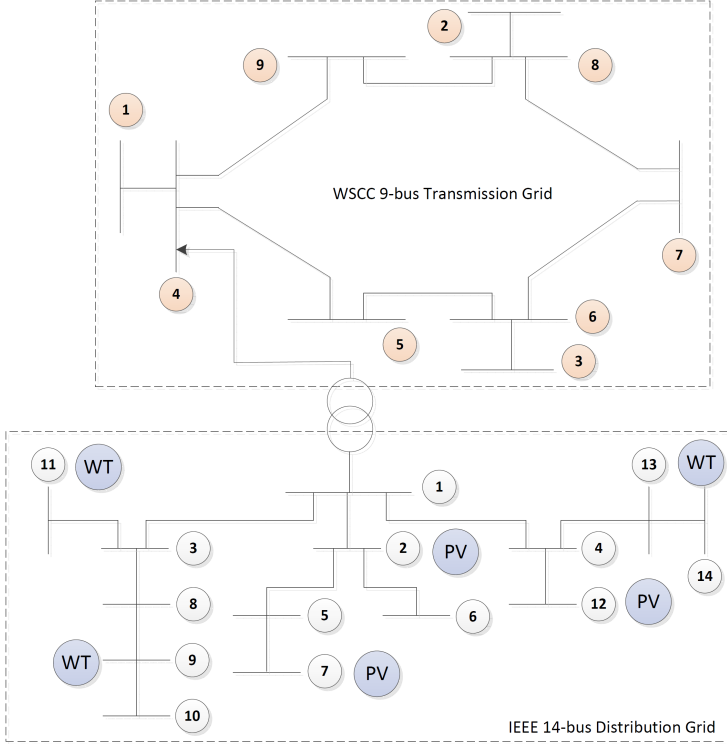 2
9
8
1
WSCC 9-bus Transmission Grid
7
4
6
5
3
11
WT
13
WT
1
3
2
PV
4
14
8
12
PV
5
6
WT
9
7
PV
10
IEEE 14-bus Distribution Grid